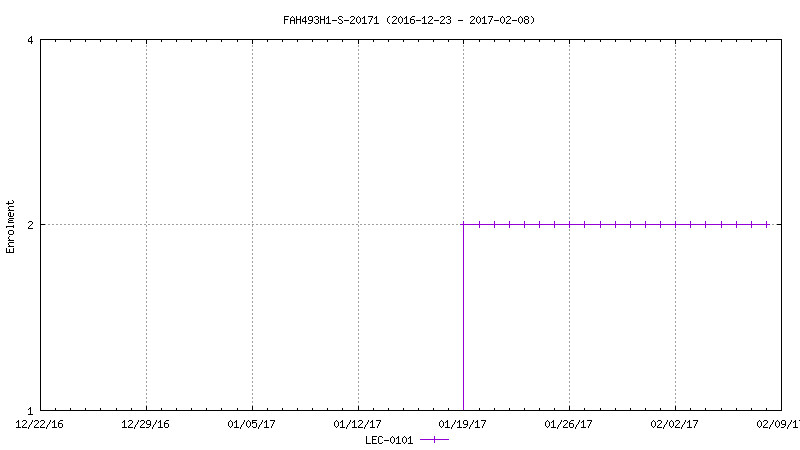 FAH493H1-S-20171 (2016-12-23 - 2017-02-08)
4
Enrolment
2
1
12/22/16 12/29/16 01/05/17 01/12/17 01/19/17 01/26/17 02/02/17 02/09/1
LEC-0101